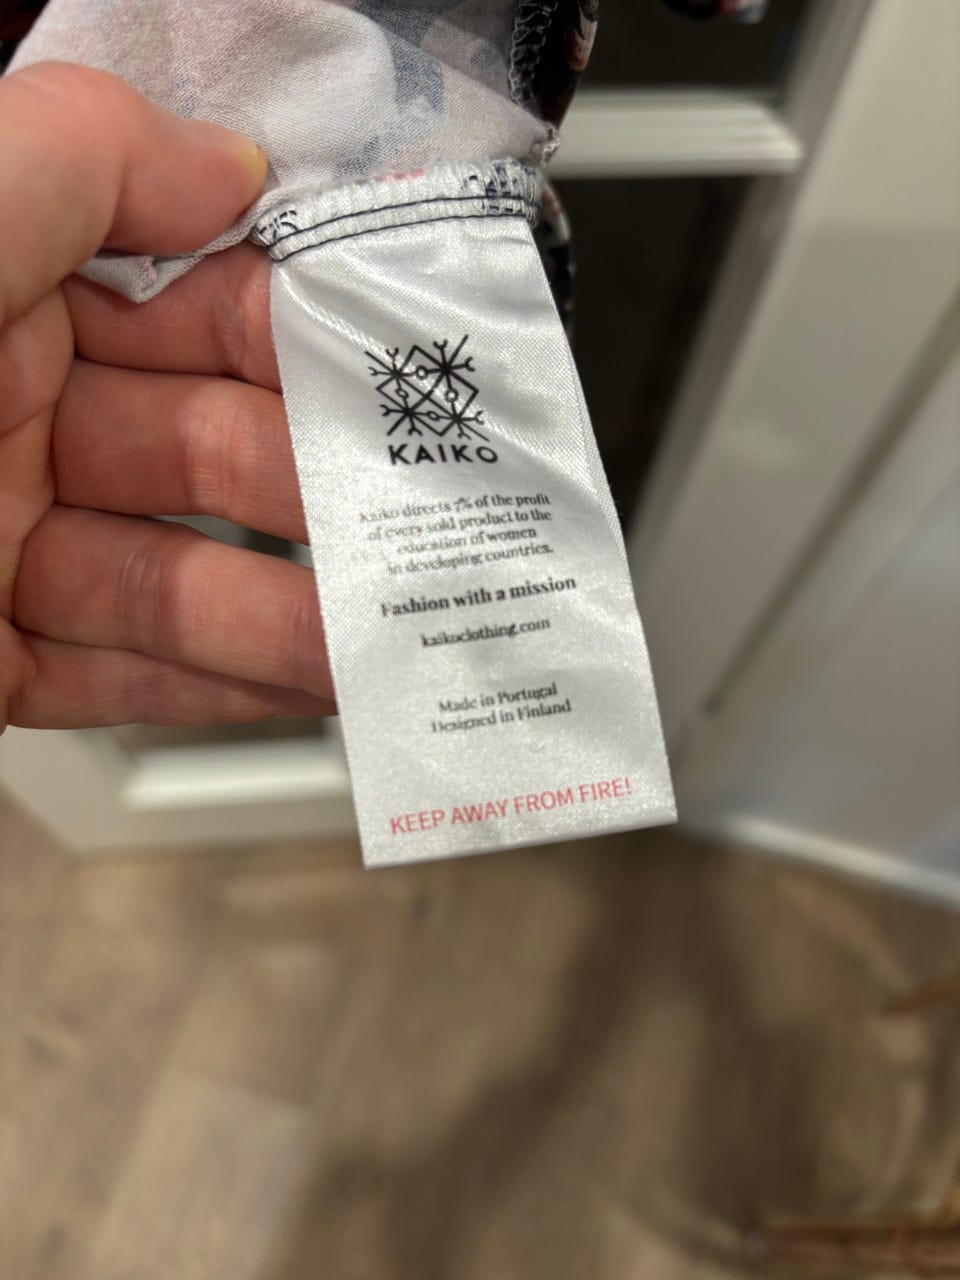 KAIKO
Kaiko directs 7% of the profit
of every sold product to the
education of women
in developing countries.
Fashion with a mission
kaikoclothing.com
Made in Portugal
Designed in Finland
KEEP AWAY FROM FIRE!